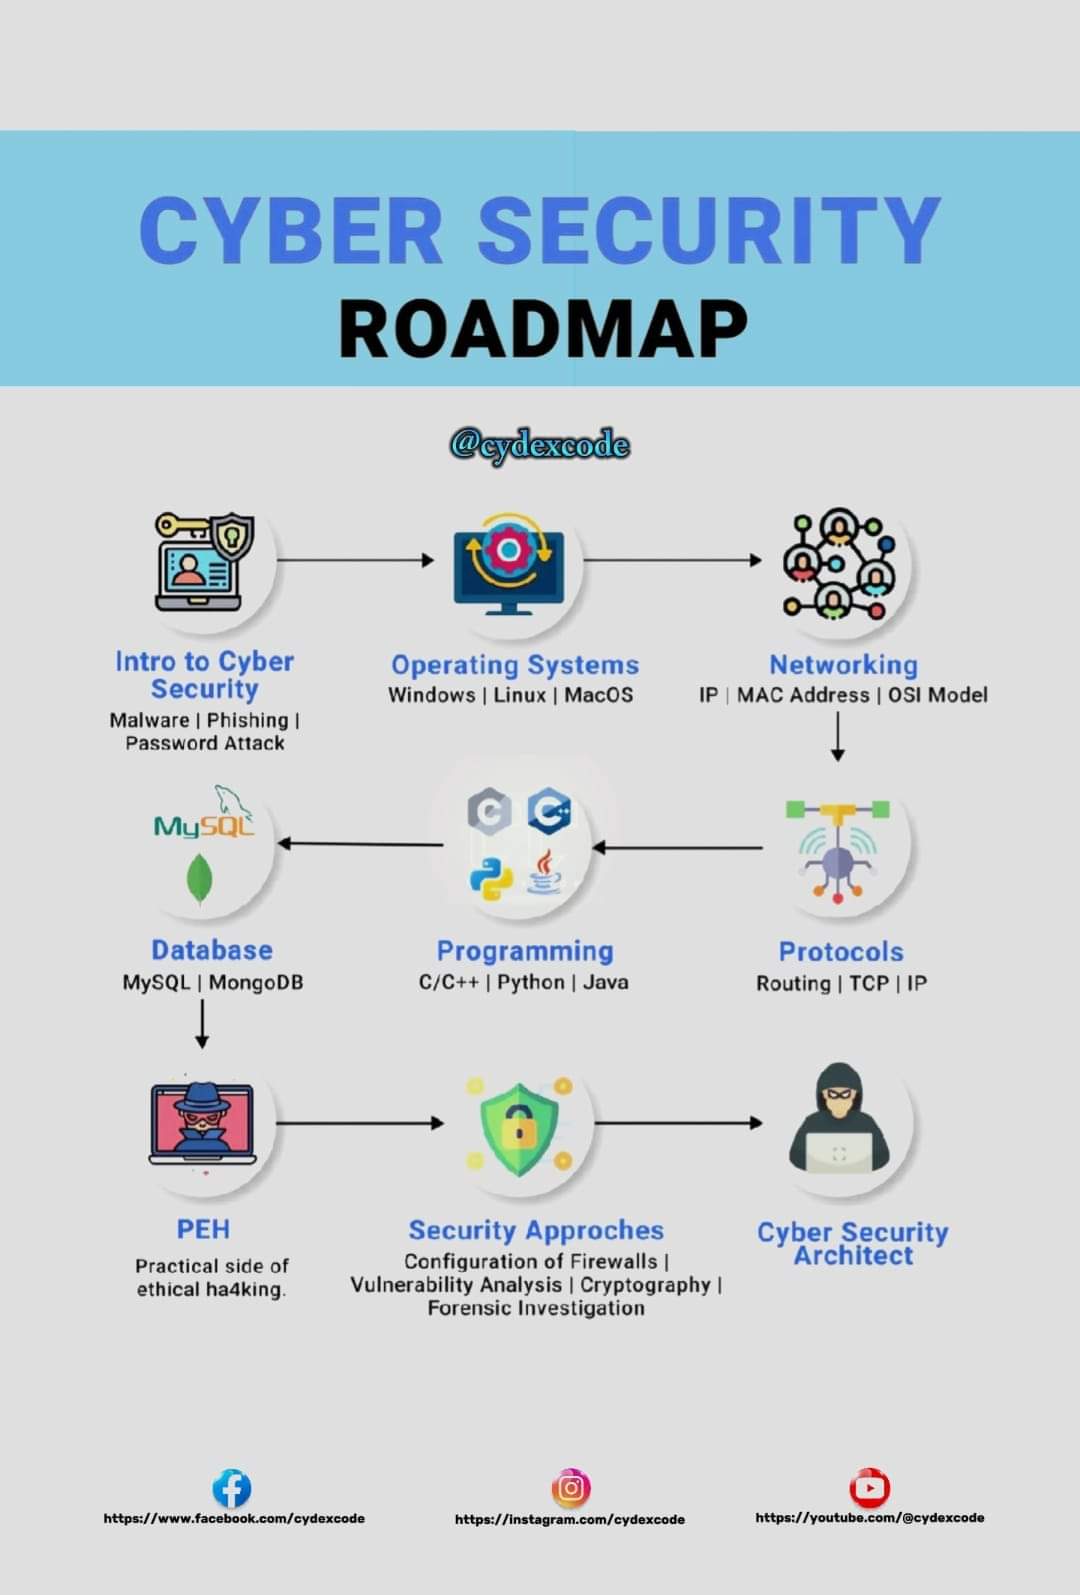 CYBER SECURITY
ROADMAP
@cydexcode
Intro to Cyber
Security
Malware | Phishing |
Password Attack
Operating Systems
Windows | Linux | MacOS
Networking
IP | MAC Address | OSI Model
MySQL
Database
MySQL | MongoDB
C
C++
Programming
C/C++ | Python | Java
Protocols
Routing | TCP | IP
PEH
Practical side of
ethical ha4king.
Security Approches
Configuration of Firewalls |
Vulnerability Analysis | Cryptography |
Forensic Investigation
Cyber Security
Architect
https://www.facebook.com/cydexcode
https://instagram.com/cydexcode
https://youtube.com/@cydexcode